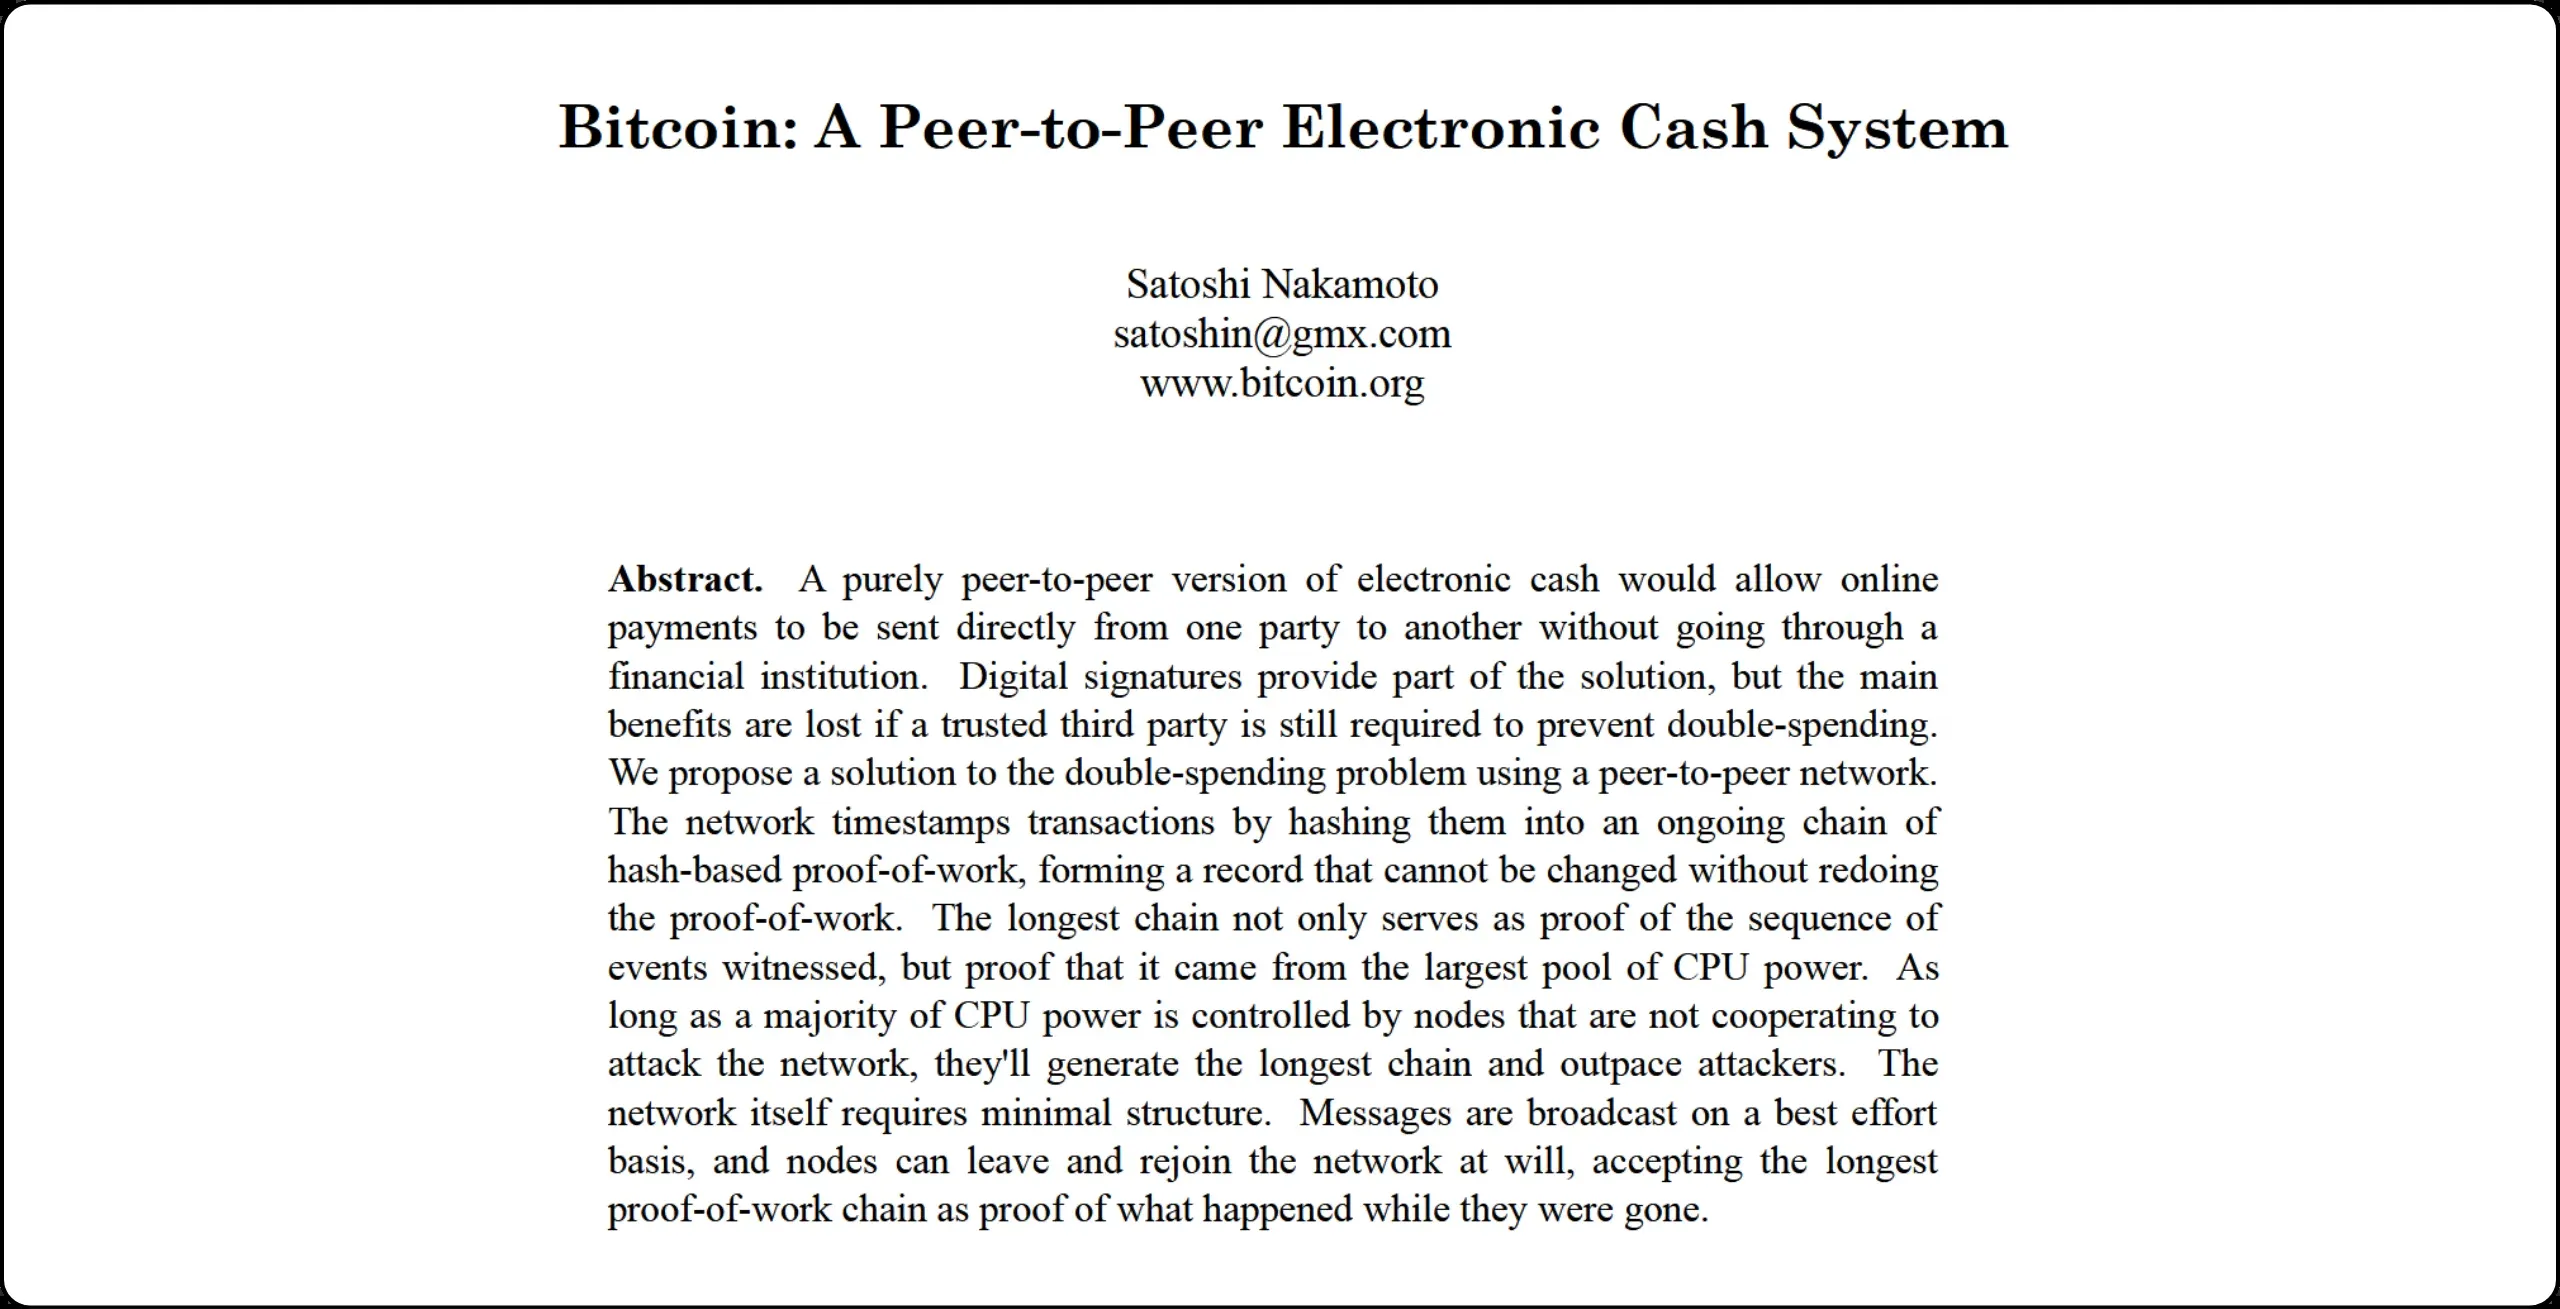 Bitcoin: A Peer-to-Peer Electronic Cash System
Satoshi Nakamoto
satoshin@gmx.com
www.bitcoin.org
Abstract. A purely peer-to-peer version of electronic cash would allow online
payments to be sent directly from one party to another without going through a
financial institution. Digital signatures provide part of the solution, but the main
benefits are lost if a trusted third party is still required to prevent double-spending.
We propose a solution to the double-spending problem using a peer-to-peer network.
The network timestamps transactions by hashing them into an ongoing chain of
hash-based proof-of-work, forming a record that cannot be changed without redoing
the proof-of-work. The longest chain not only serves as proof of the sequence of
events witnessed, but proof that it came from the largest pool of CPU power. As
long as a majority of CPU power is controlled by nodes that are not cooperating to
attack the network, they'll generate the longest chain and outpace attackers. The
network itself requires minimal structure. Messages are broadcast on a best effort
basis, and nodes can leave and rejoin the network at will, accepting the longest
proof-of-work chain as proof of what happened while they were gone.